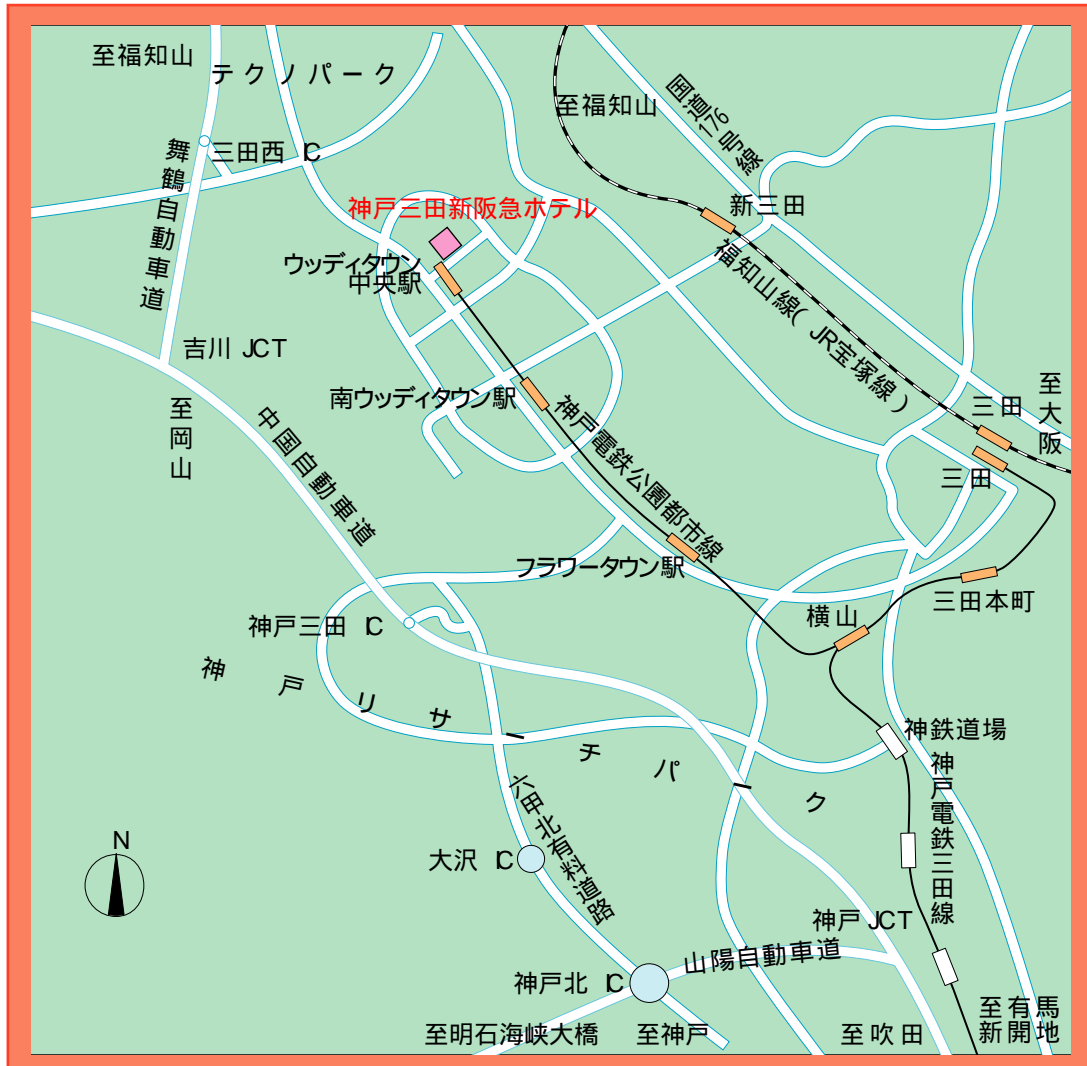 至福知山
テクノパーク
至福知山
国道176号線
三田西 IC
舞鶴自動車道
神戸三田新阪急ホテル
新三田
ウッディタウン
中央駅
福知山線(JR宝塚線)
吉川 JCT
至岡山
南ウッディタウン駅
神戸電鉄公園都市線
三田
至大阪
中国自動車道
三田
フラワータウン駅
三田本町
横山
神戸三田 IC
神戸リサーチパーク
神鉄道場
神戸電鉄三田線
六甲北有料道路
N
大沢 IC
神戸 JCT
山陽自動車道
神戸北 IC
至明石海峡大橋
至神戸
至吹田
至有馬
新開地